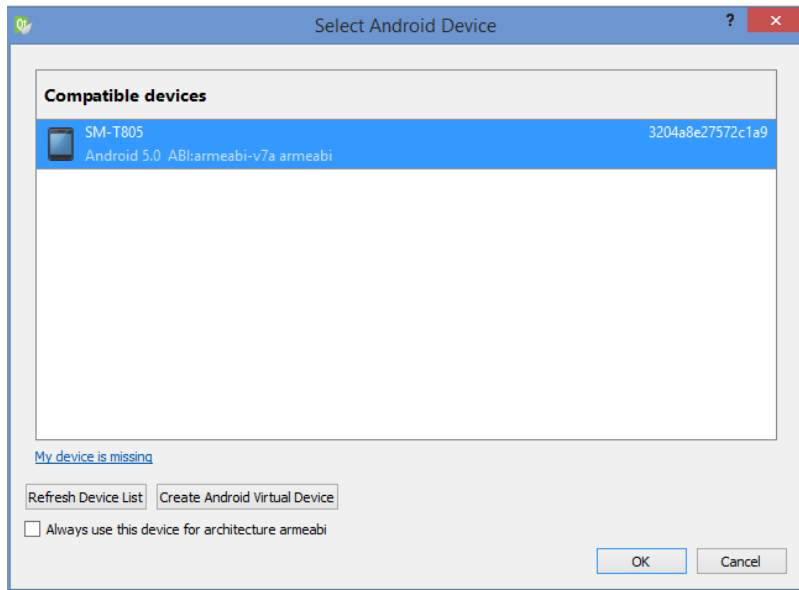 Select Android Device
?
Compatible devices
SM-T805 3204a8e27572c1a9
Android 5.0 ABI:armeabi-v7a armeabi
My device is missing
Refresh Device List Create Android Virtual Device
Always use this device for architecture armeabi
OK Cancel